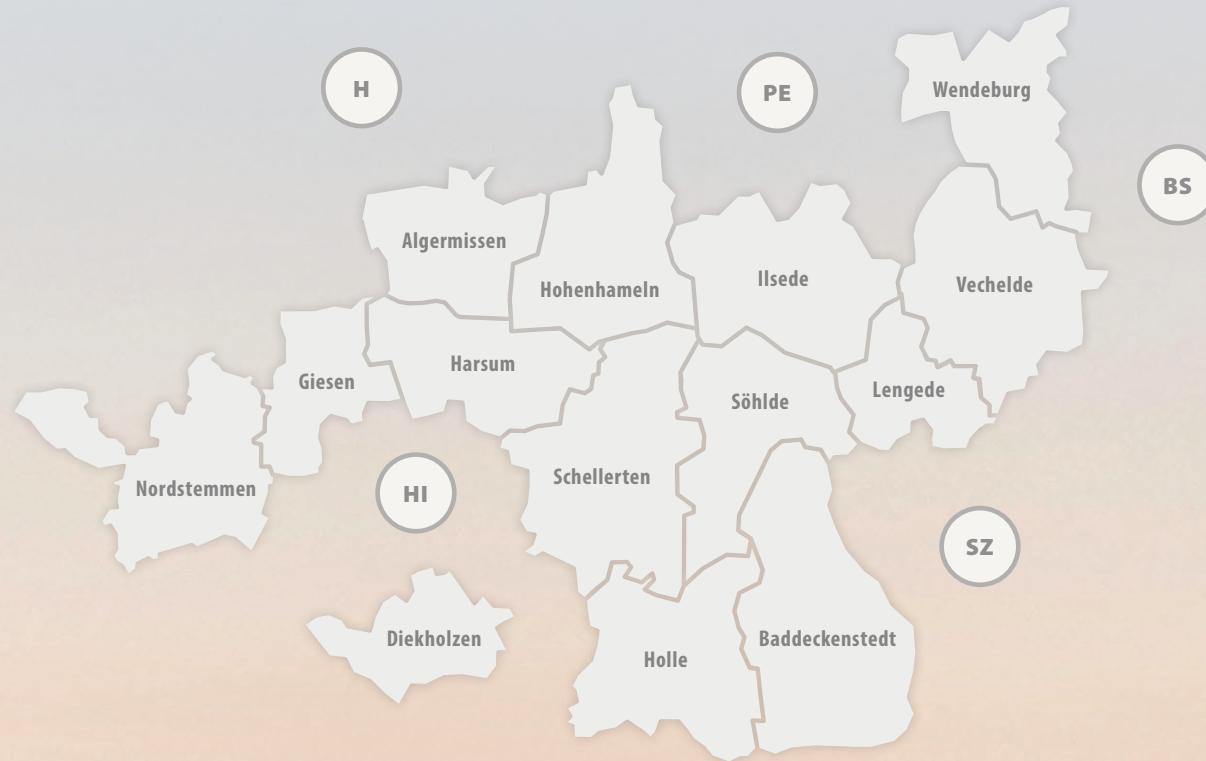 H
PE
Wendeburg
BS
Algermissen
Hohenhameln
Ilsede
Vechelde
Giesen
Harsum
Söhlde
Lengede
Nordstemmen
HI
Schellerten
SZ
Diekholzen
Holle
Baddeckenstedt